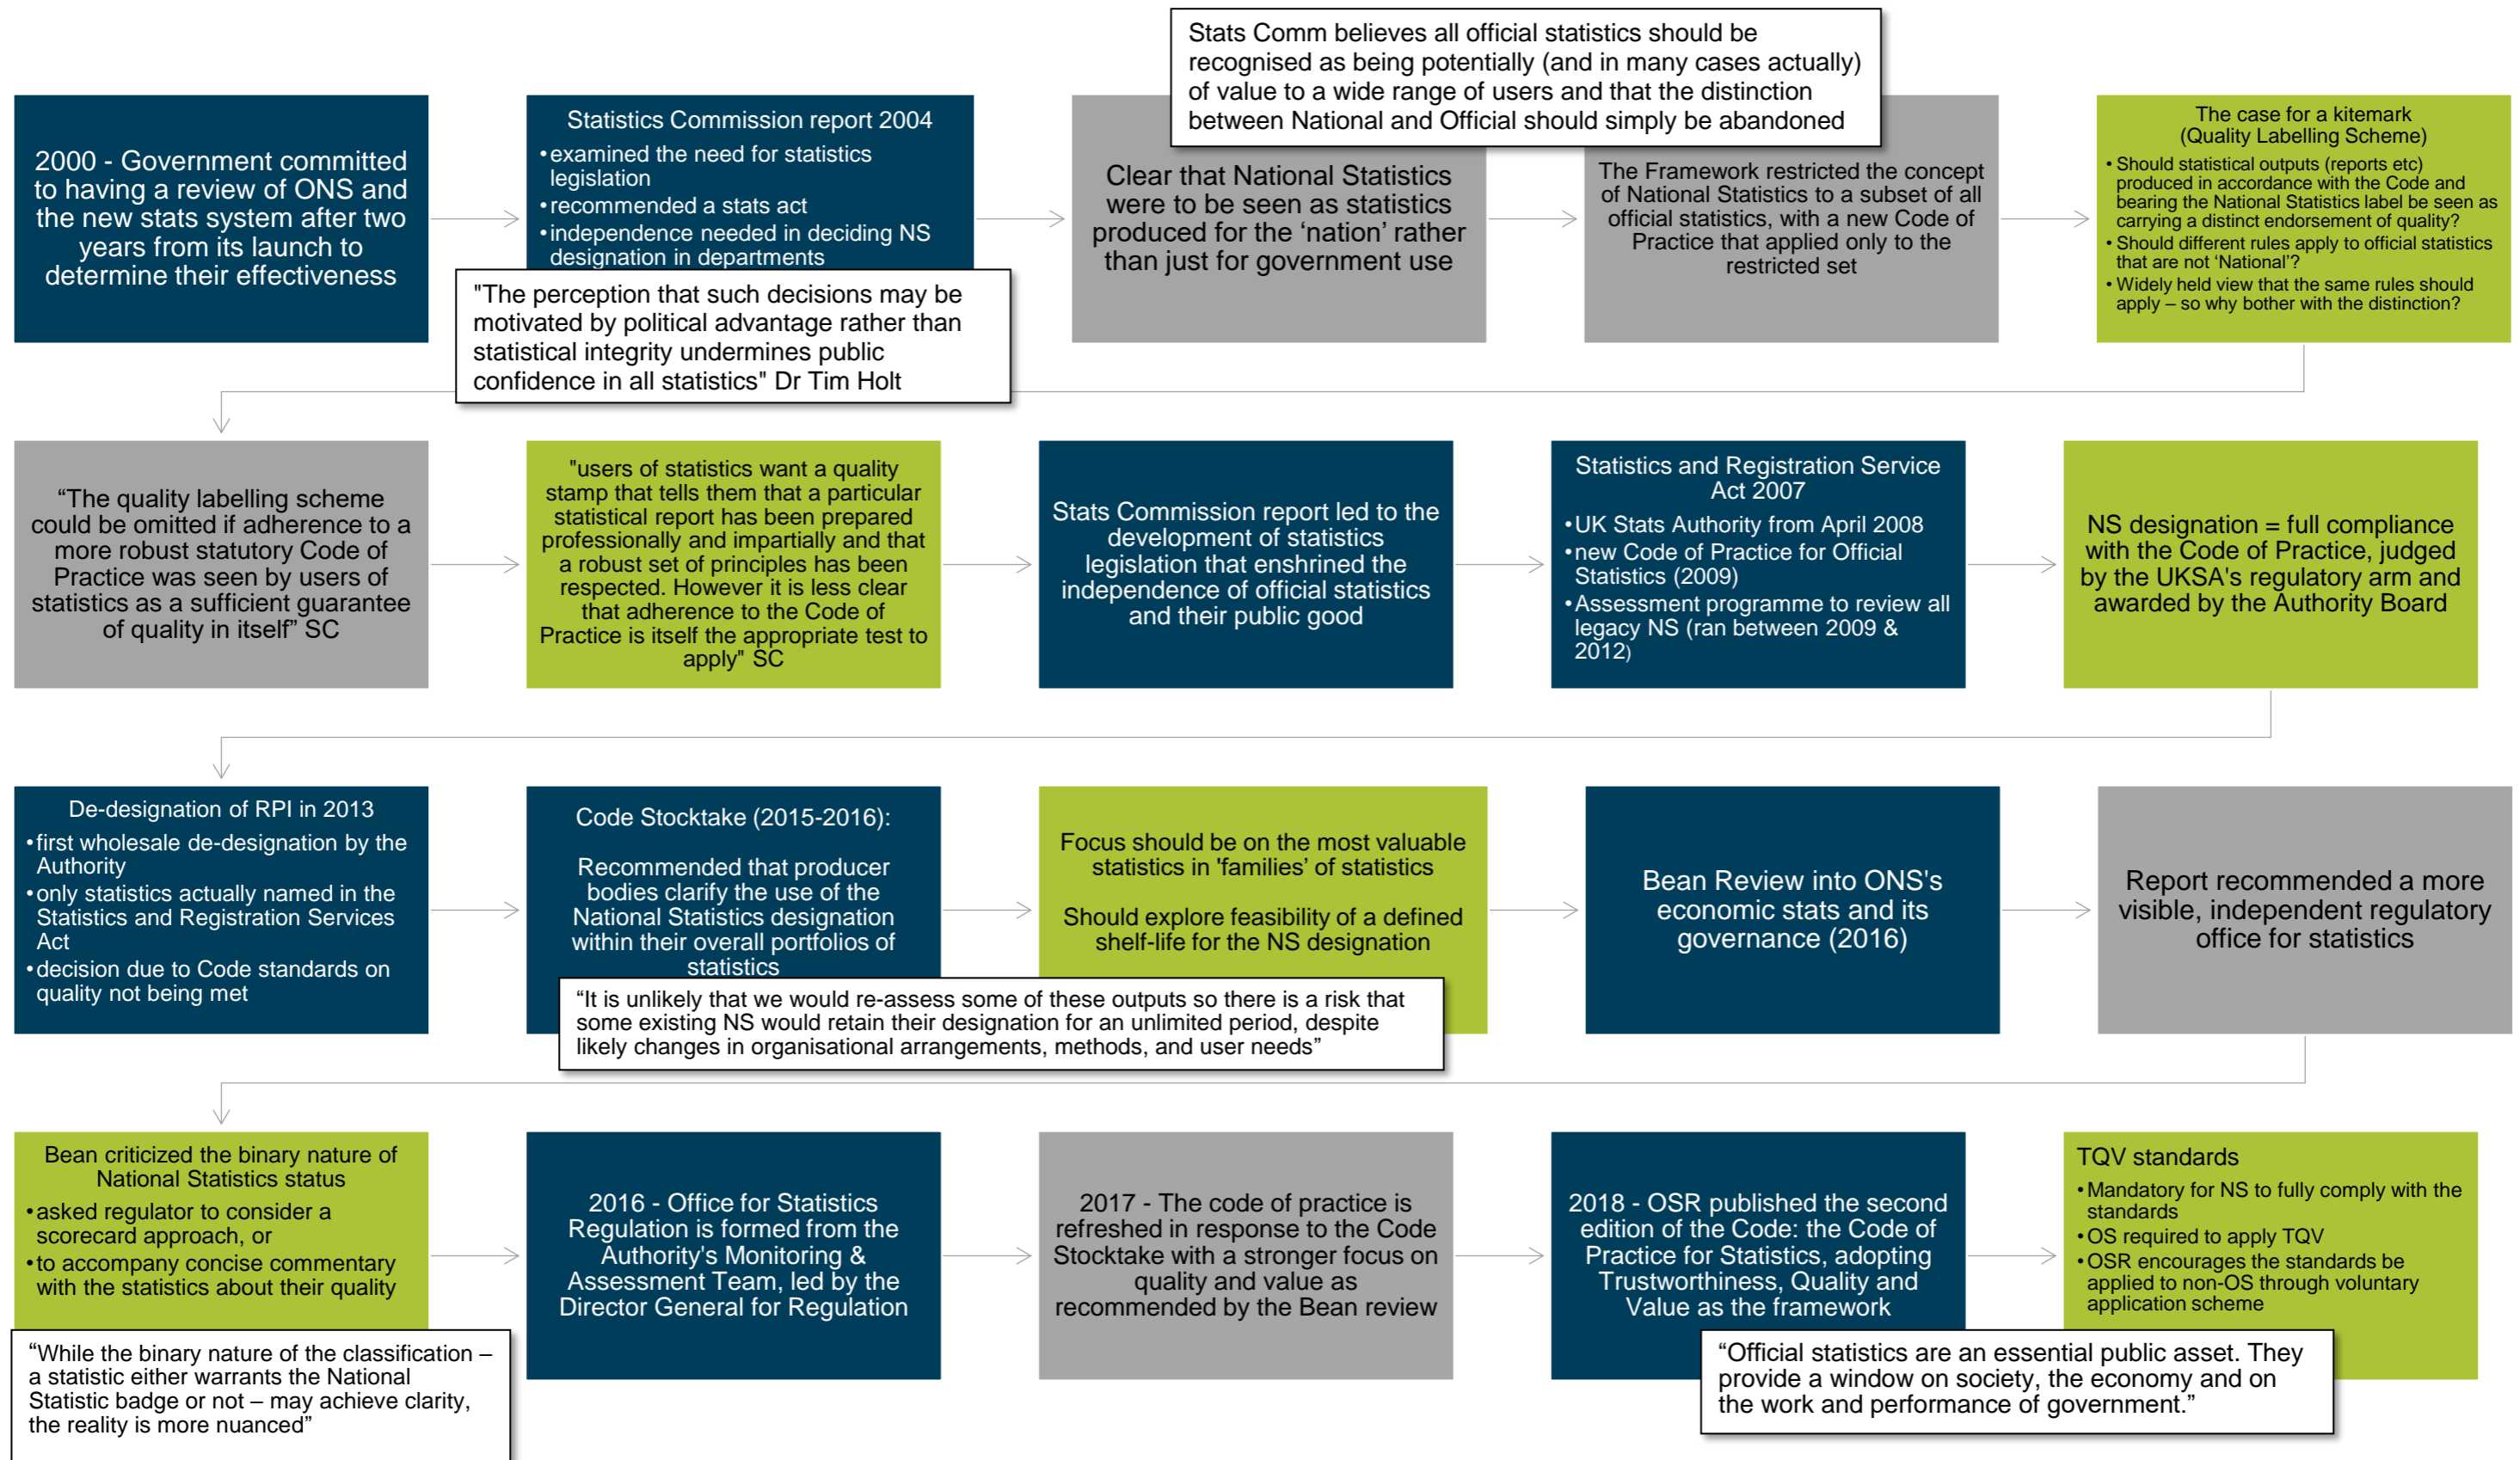 Stats Comm believes all official statistics should be
recognised as being potentially (and in many cases actually)
of value to a wide range of users and that the distinction
between National and Official should simply be abandoned
2000 - Government committed
to having a review of ONS and
the new stats system after two
years from its launch to
determine their effectiveness
Statistics Commission report 2004
•examined the need for statistics
legislation
•recommended a stats act
•independence needed in deciding NS
designation in departments
"The perception that such decisions may be
motivated by political advantage rather than
statistical integrity undermines public
confidence in all statistics" Dr Tim Holt
Clear that National Statistics
were to be seen as statistics
produced for the ‘nation’ rather
than just for government use
The Framework restricted the concept
of National Statistics to a subset of all
official statistics, with a new Code of
Practice that applied only to the
restricted set
The case for a kitemark
(Quality Labelling Scheme)
• Should statistical outputs (reports etc)
produced in accordance with the Code and
bearing the National Statistics label be seen as
carrying a distinct endorsement of quality?
• Should different rules apply to official statistics
that are not ‘National’?
• Widely held view that the same rules should
apply – so why bother with the distinction?
“The quality labelling scheme
could be omitted if adherence to a
more robust statutory Code of
Practice was seen by users of
statistics as a sufficient guarantee
of quality in itself” SC
"users of statistics want a quality
stamp that tells them that a particular
statistical report has been prepared
professionally and impartially and that
a robust set of principles has been
respected. However it is less clear
that adherence to the Code of
Practice is itself the appropriate test to
apply" SC
Stats Commission report led to the
development of statistics
legislation that enshrined the
independence of official statistics
and their public good
Statistics and Registration Service
Act 2007
•UK Stats Authority from April 2008
•new Code of Practice for Official
Statistics (2009)
•Assessment programme to review all
legacy NS (ran between 2009 &
2012)
NS designation = full compliance
with the Code of Practice, judged
by the UKSA's regulatory arm and
awarded by the Authority Board
De-designation of RPI in 2013
•first wholesale de-designation by the
Authority
•only statistics actually named in the
Statistics and Registration Services
Act
•decision due to Code standards on
quality not being met
Code Stocktake (2015-2016):
Recommended that producer
bodies clarify the use of the
National Statistics designation
within their overall portfolios of
statistics
Focus should be on the most valuable
statistics in 'families’ of statistics
Should explore feasibility of a defined
shelf-life for the NS designation
“It is unlikely that we would re-assess some of these outputs so there is a risk that
some existing NS would retain their designation for an unlimited period, despite
likely changes in organisational arrangements, methods, and user needs”
Bean Review into ONS's
economic stats and its
governance (2016)
Report recommended a more
visible, independent regulatory
office for statistics
Bean criticized the binary nature of
National Statistics status
•asked regulator to consider a
scorecard approach, or
•to accompany concise commentary
with the statistics about their quality
“While the binary nature of the classification –
a statistic either warrants the National
Statistic badge or not – may achieve clarity,
the reality is more nuanced”
2016 - Office for Statistics
Regulation is formed from the
Authority's Monitoring &
Assessment Team, led by the
Director General for Regulation
2017 - The code of practice is
refreshed in response to the Code
Stocktake with a stronger focus on
quality and value as
recommended by the Bean review
2018 - OSR published the second
edition of the Code: the Code of
Practice for Statistics, adopting
Trustworthiness, Quality and
Value as the framework
TQV standards
•Mandatory for NS to fully comply with the
standards
•OS required to apply TQV
•OSR encourages the standards be
applied to non-OS through voluntary
application scheme
“Official statistics are an essential public asset. They
provide a window on society, the economy and on
the work and performance of government.”